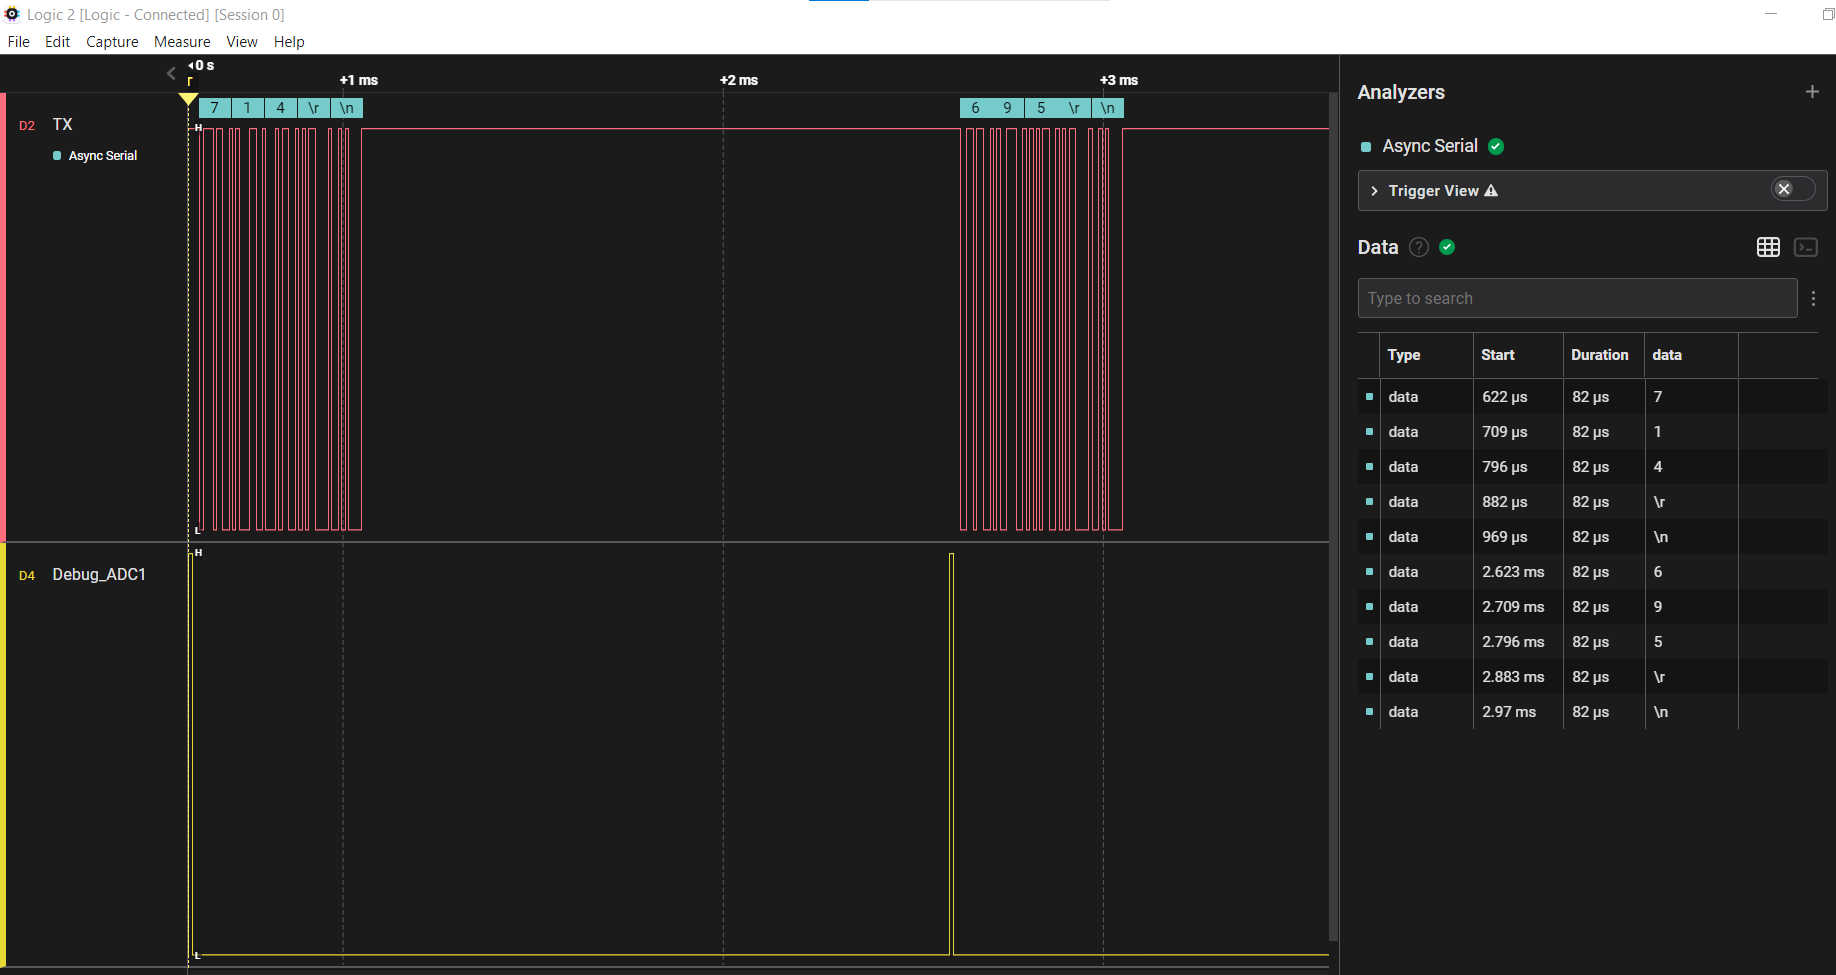 Logic 2 [Logic - Connected] [Session 0]
File Edit Capture Measure View Help
0 s
+1 ms +2 ms +3 ms
T
7 1 4 \r \n 6 9 5 \r \n
D2 TX
Async Serial
H
L
D4 Debug_ADC1
H
L
Analyzers
Async Serial
Trigger View
Data
Type to search
Type Start Duration data
data 622 µs 82 µs 7
data 709 µs 82 µs 1
data 796 µs 82 µs 4
data 882 µs 82 µs \r
data 969 µs 82 µs \n
data 2.623 ms 82 µs 6
data 2.709 ms 82 µs 9
data 2.796 ms 82 µs 5
data 2.883 ms 82 µs \r
data 2.97 ms 82 µs \n